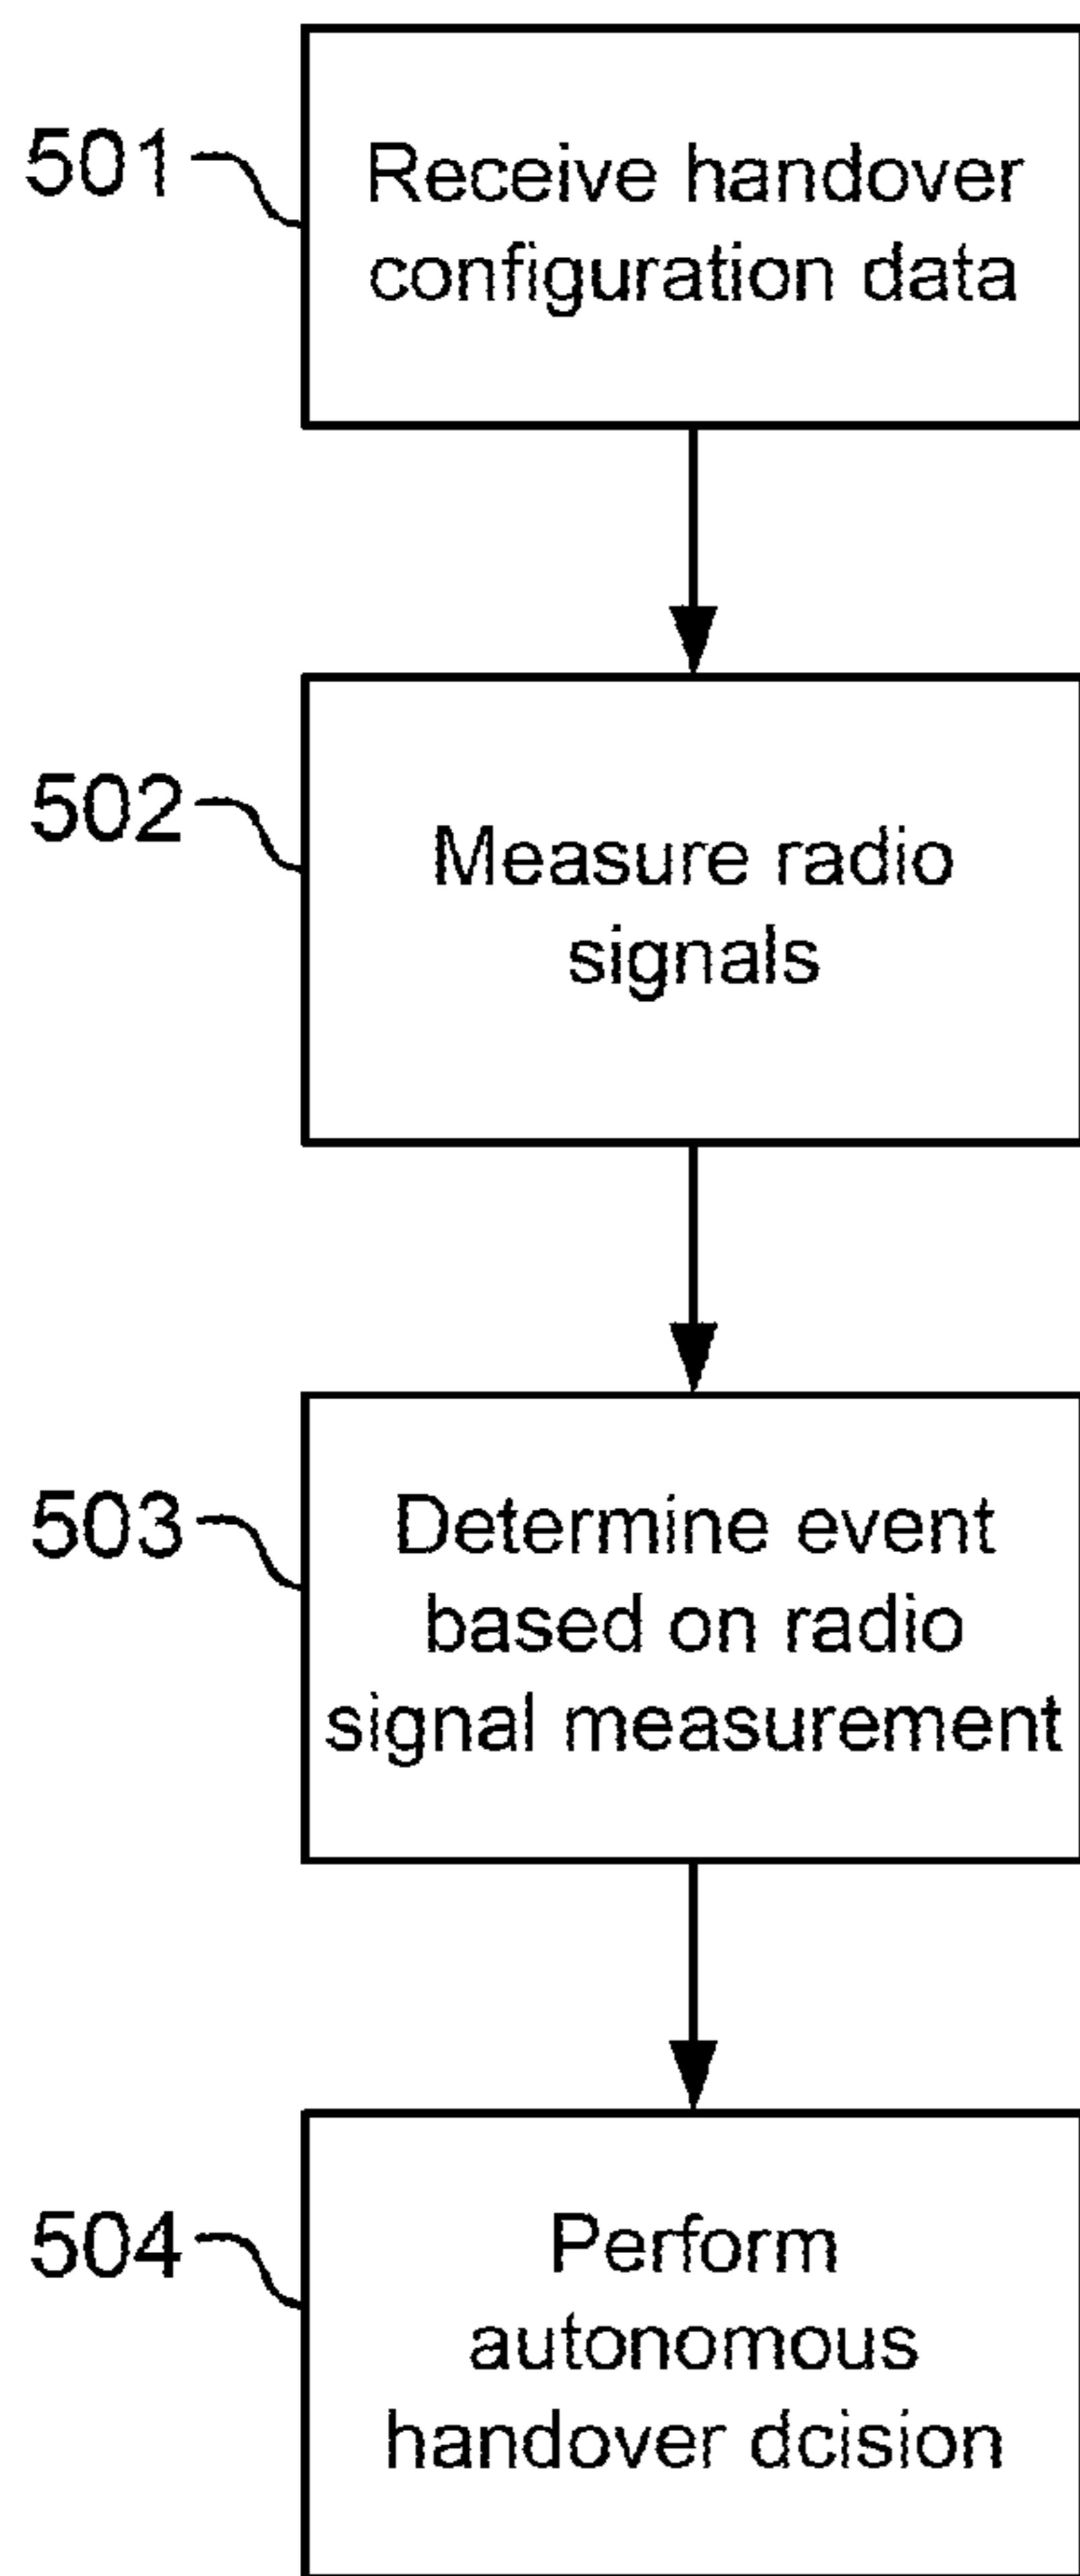 501
Receive handover
configuration data
502
Measure radio
signals
503
Determine event
based on radio
signal measurement
504
Perform
autonomous
handover dcision